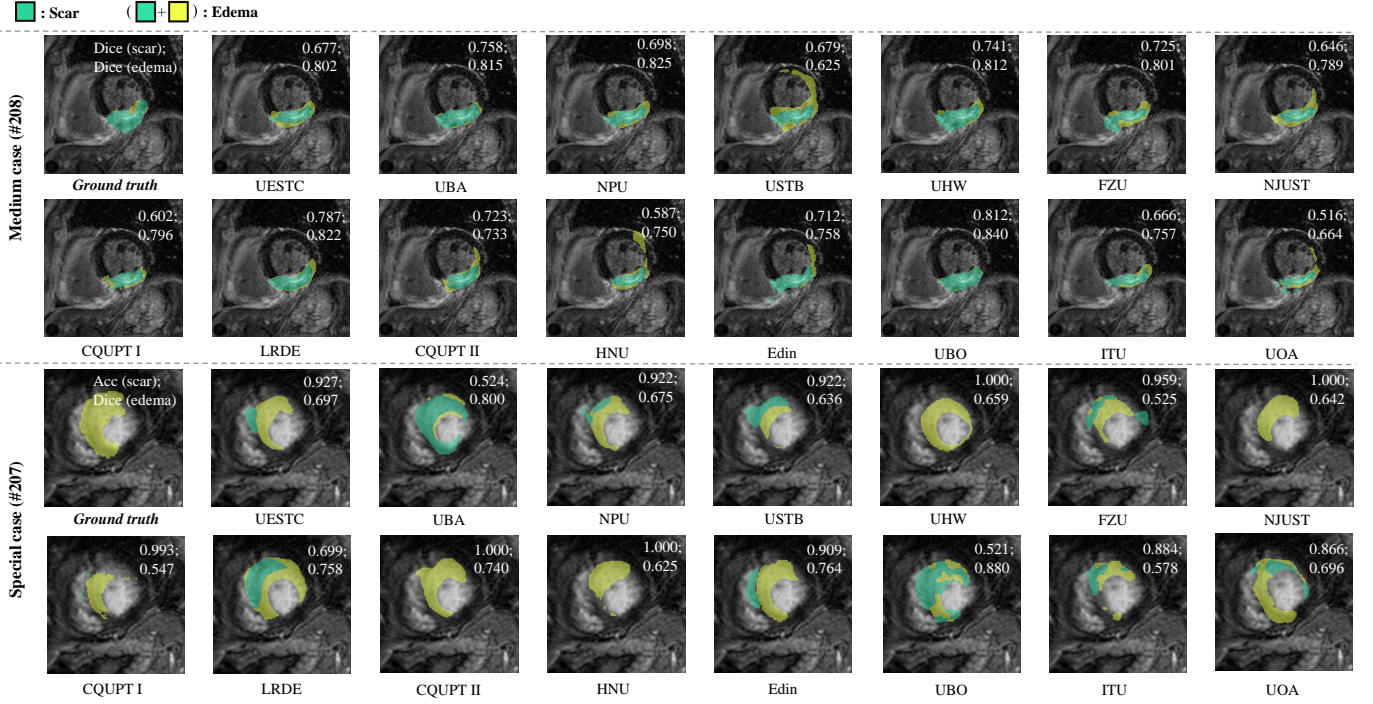 : Scar ( + ) : Edema
Medium case (#208)
Dice (scar);
Dice (edema)
Ground truth
0.677;
0.802
UESTC
0.758;
0.815
UBA
0.698;
0.825
NPU
0.679;
0.625
USTB
0.741;
0.812
UHW
0.725;
0.801
FZU
0.646;
0.789
NJUST
0.602;
0.796
CQUPT I
0.787;
0.822
LRDE
0.723;
0.733
CQUPT II
0.587;
0.750
HNU
0.712;
0.758
Edin
0.812;
0.840
UBO
0.666;
0.757
ITU
0.516;
0.664
UOA
Special case (#207)
Acc (scar);
Dice (edema)
Ground truth
0.927;
0.697
UESTC
0.524;
0.800
UBA
0.922;
0.675
NPU
0.922;
0.636
USTB
1.000;
0.659
UHW
0.959;
0.525
FZU
1.000;
0.642
NJUST
0.993;
0.547
CQUPT I
0.699;
0.758
LRDE
1.000;
0.740
CQUPT II
1.000;
0.625
HNU
0.909;
0.764
Edin
0.521;
0.880
UBO
0.884;
0.578
ITU
0.866;
0.696
UOA